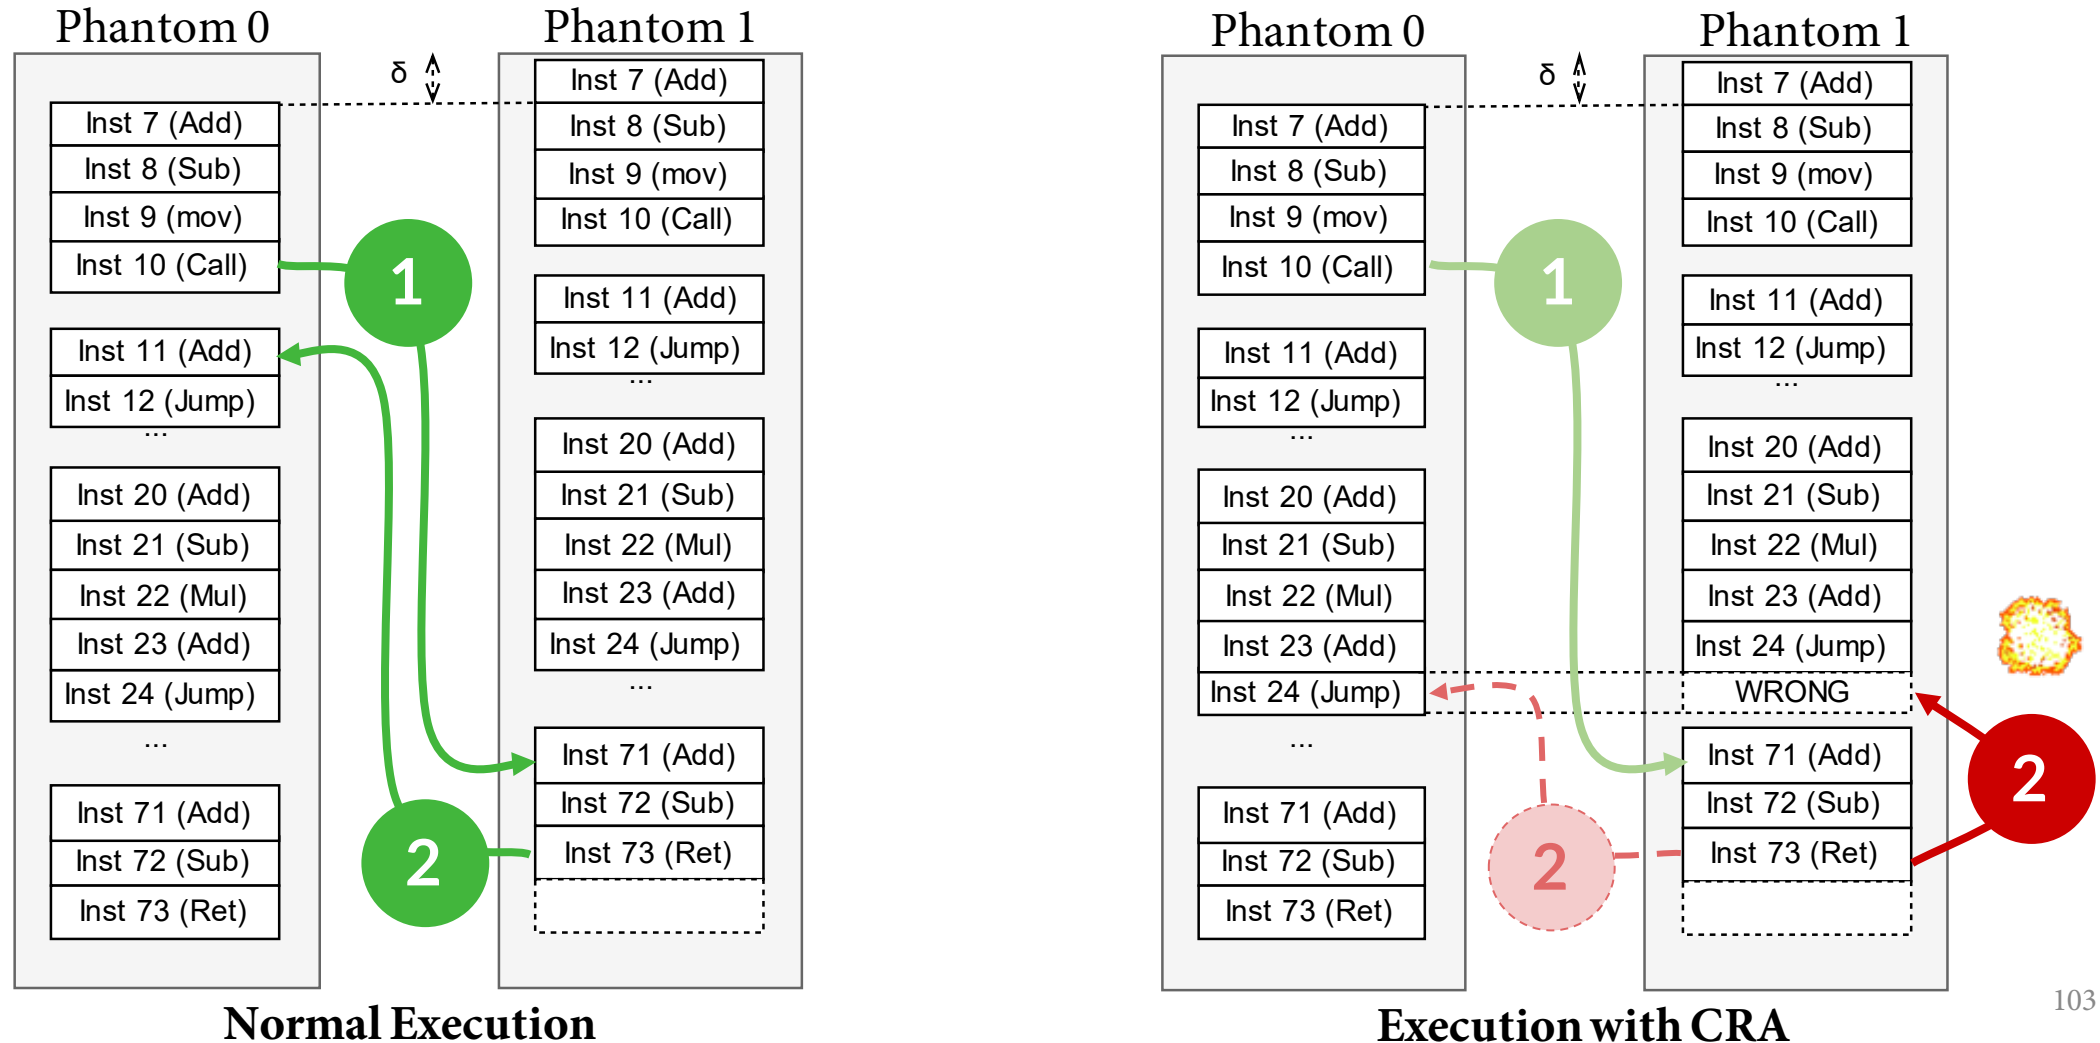 Phantom 0
Phantom 1
δ
Inst 7 (Add)
Inst 8 (Sub)
Inst 9 (mov)
Inst 10 (Call)
Inst 11 (Add)
Inst 12 (Jump)
...
Inst 20 (Add)
Inst 21 (Sub)
Inst 22 (Mul)
Inst 23 (Add)
Inst 24 (Jump)
...
Inst 71 (Add)
Inst 72 (Sub)
Inst 73 (Ret)
1
2
Inst 7 (Add)
Inst 8 (Sub)
Inst 9 (mov)
Inst 10 (Call)
Inst 11 (Add)
Inst 12 (Jump)
...
Inst 20 (Add)
Inst 21 (Sub)
Inst 22 (Mul)
Inst 23 (Add)
Inst 24 (Jump)
...
Inst 71 (Add)
Inst 72 (Sub)
Inst 73 (Ret)
Normal Execution
Phantom 0
Phantom 1
δ
Inst 7 (Add)
Inst 8 (Sub)
Inst 9 (mov)
Inst 10 (Call)
Inst 11 (Add)
Inst 12 (Jump)
...
Inst 20 (Add)
Inst 21 (Sub)
Inst 22 (Mul)
Inst 23 (Add)
Inst 24 (Jump)
...
Inst 71 (Add)
Inst 72 (Sub)
Inst 73 (Ret)
1
2
Inst 7 (Add)
Inst 8 (Sub)
Inst 9 (mov)
Inst 10 (Call)
Inst 11 (Add)
Inst 12 (Jump)
...
Inst 20 (Add)
Inst 21 (Sub)
Inst 22 (Mul)
Inst 23 (Add)
Inst 24 (Jump)
WRONG
Inst 71 (Add)
Inst 72 (Sub)
Inst 73 (Ret)
2
Execution with CRA
103